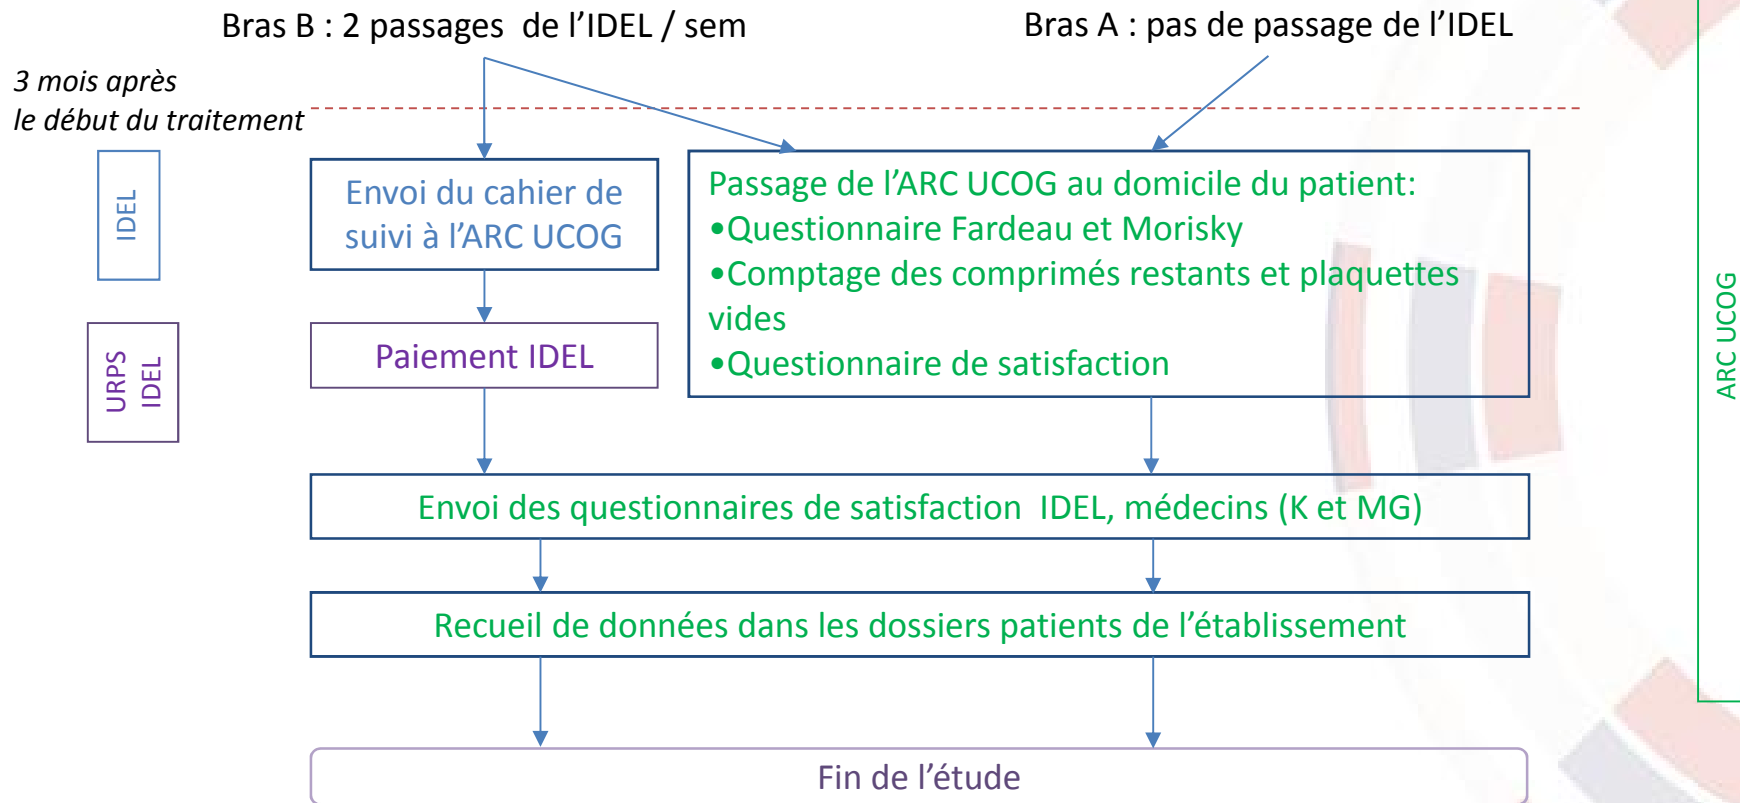 Bras B : 2 passages de l’IDEL / sem
Bras A : pas de passage de l’IDEL
3 mois après
le début du traitement
IDEL
Envoi du cahier de
suivi à l’ARC UCOG
Passage de l’ARC UCOG au domicile du patient:
•Questionnaire Fardeau et Morisky
•Comptage des comprimés restants et plaquettes
vides
•Questionnaire de satisfaction
URPS
IDEL
Paiement IDEL
ARC UCOG
Envoi des questionnaires de satisfaction IDEL, médecins (K et MG)
Recueil de données dans les dossiers patients de l’établissement
Fin de l’étude